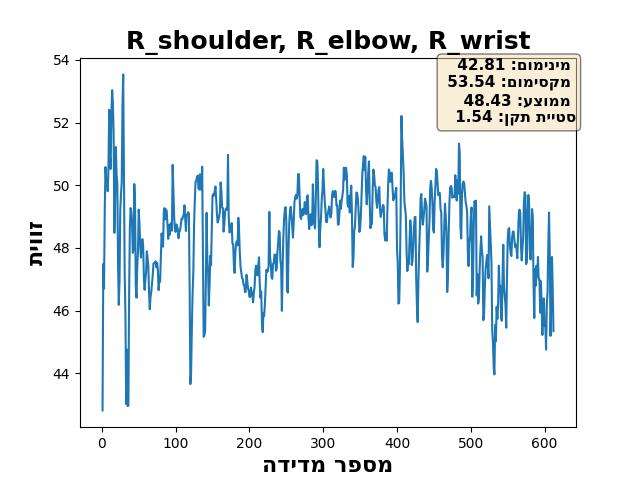 R_shoulder, R_elbow, R_wrist
מינימום: 42.81
מקסימום: 53.54
ממוצע: 48.43
סטיית תקן: 1.54
54
52
50
48
46
44
זווית
0 100 200 300 400 500 600
מספר מדידה